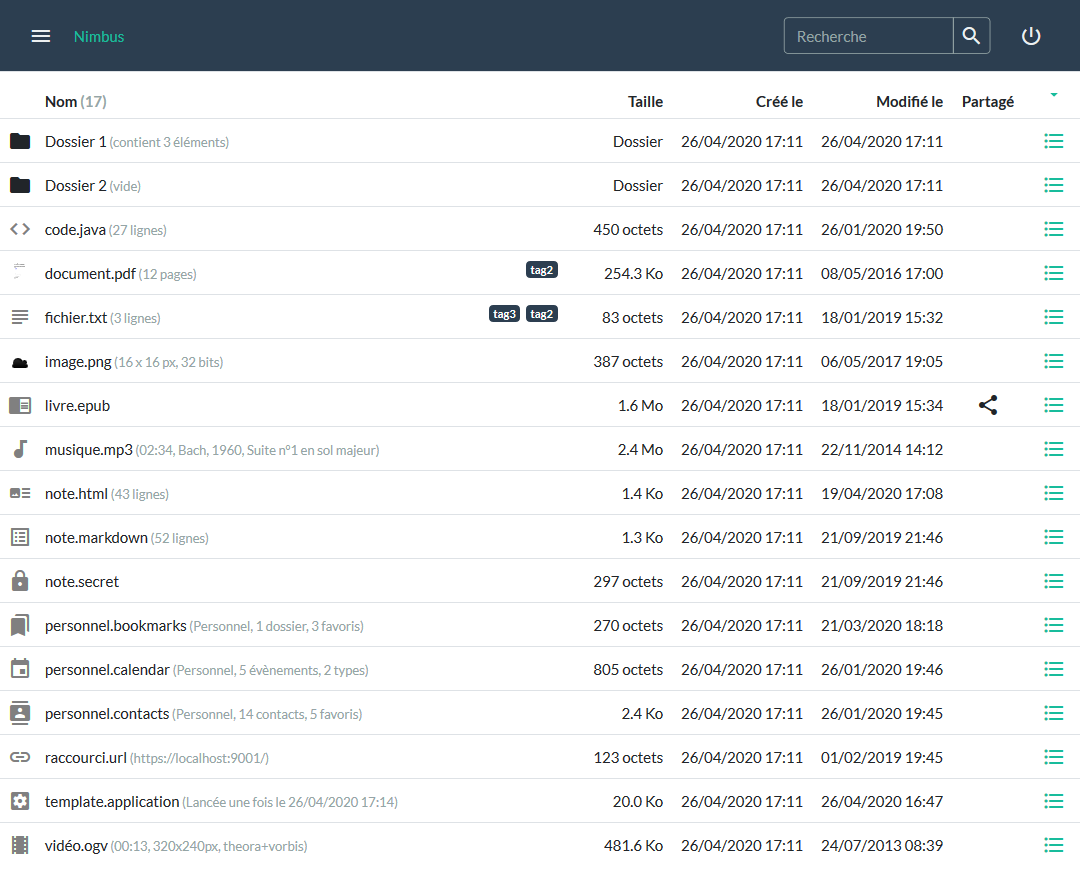 Nimbus Recherche
Nom (17) Taille Créé le Modifié le Partagé
Dossier 1 (contient 3 éléments) Dossier 26/04/2020 17:11 26/04/2020 17:11
Dossier 2 (vide) Dossier 26/04/2020 17:11 26/04/2020 17:11
code.java (27 lignes) 450 octets 26/04/2020 17:11 26/01/2020 19:50
document.pdf (12 pages) tag2 254.3 Ko 26/04/2020 17:11 08/05/2016 17:00
fichier.txt (3 lignes) tag3 tag2 83 octets 26/04/2020 17:11 18/01/2019 15:32
image.png (16 x 16 px, 32 bits) 387 octets 26/04/2020 17:11 06/05/2017 19:05
livre.epub 1.6 Mo 26/04/2020 17:11 18/01/2019 15:34
musique.mp3 (02:34, Bach, 1960, Suite n°1 en sol majeur) 2.4 Mo 26/04/2020 17:11 22/11/2014 14:12
note.html (43 lignes) 1.4 Ko 26/04/2020 17:11 19/04/2020 17:08
note.markdown (52 lignes) 1.3 Ko 26/04/2020 17:11 21/09/2019 21:46
note.secret 297 octets 26/04/2020 17:11 21/09/2019 21:46
personnel.bookmarks (Personnel, 1 dossier, 3 favoris) 270 octets 26/04/2020 17:11 21/03/2020 18:18
personnel.calendar (Personnel, 5 évènements, 2 types) 805 octets 26/04/2020 17:11 26/01/2020 19:46
personnel.contacts (Personnel, 14 contacts, 5 favoris) 2.4 Ko 26/04/2020 17:11 26/01/2020 19:45
raccourci.url (https://localhost:9001/) 123 octets 26/04/2020 17:11 01/02/2019 19:45
template.application (Lancée une fois le 26/04/2020 17:14) 20.0 Ko 26/04/2020 17:11 26/04/2020 16:47
vidéo.ogv (00:13, 320x240px, theora+vorbis) 481.6 Ko 26/04/2020 17:11 24/07/2013 08:39